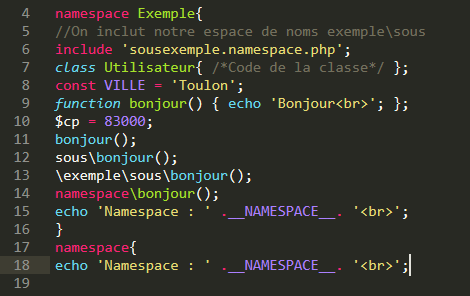 4 namespace Exemple{
5 //On inclut notre espace de noms exemple\sous
6 include 'sousexemple.namespace.php';
7 class Utilisateur{ /*Code de la classe*/ };
8 const VILLE = 'Toulon';
9 function bonjour() { echo 'Bonjour<br>'; };
10 $cp = 83000;
11 bonjour();
12 sous\bonjour();
13 \exemple\sous\bonjour();
14 namespace\bonjour();
15 echo 'Namespace : ' .__NAMESPACE__. '<br>';
16 }
17 namespace{
18 echo 'Namespace : ' .__NAMESPACE__. '<br>';
19